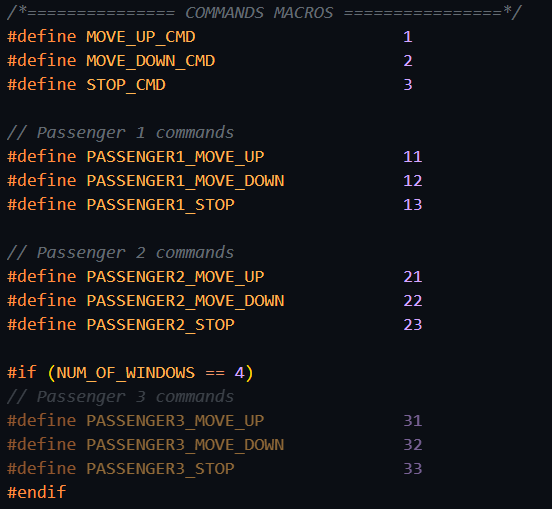 /*=============== COMMANDS MACROS ================*/
#define MOVE_UP_CMD 1
#define MOVE_DOWN_CMD 2
#define STOP_CMD 3
// Passenger 1 commands
#define PASSENGER1_MOVE_UP 11
#define PASSENGER1_MOVE_DOWN 12
#define PASSENGER1_STOP 13
// Passenger 2 commands
#define PASSENGER2_MOVE_UP 21
#define PASSENGER2_MOVE_DOWN 22
#define PASSENGER2_STOP 23
#if (NUM_OF_WINDOWS == 4)
// Passenger 3 commands
#define PASSENGER3_MOVE_UP 31
#define PASSENGER3_MOVE_DOWN 32
#define PASSENGER3_STOP 33
#endif